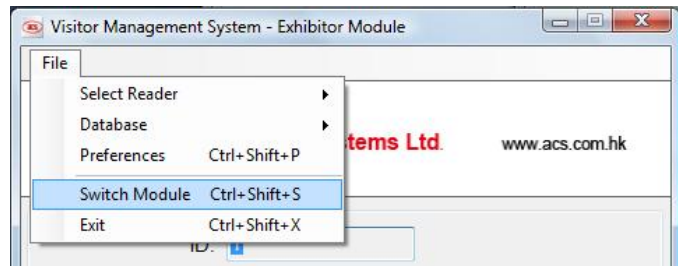 Visitor Management System - Exhibitor Module
File
Select Reader
Database
Preferences Ctrl+Shift+P
Switch Module Ctrl+Shift+S
Exit Ctrl+Shift+X
stems Ltd. www.acs.com.hk
ID: